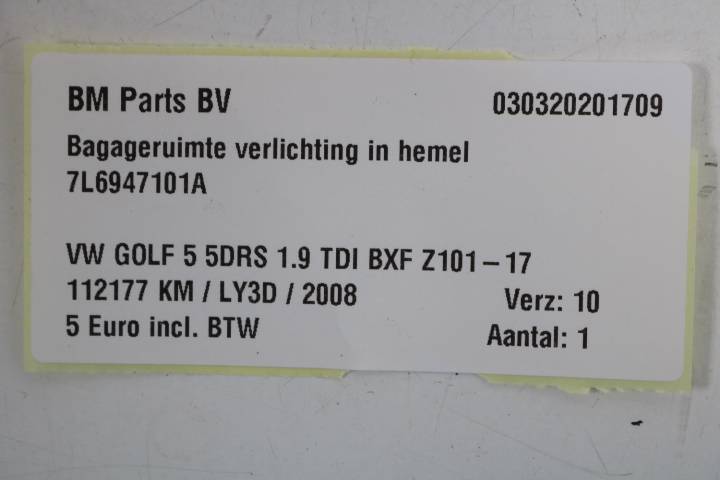 BM Parts BV 030320201709
Bagageruimte verlichting in hemel
7L6947101A
VW GOLF 5 5DRS 1.9 TDI BXF Z101-17
112177 KM / LY3D / 2008 Verz: 10
5 Euro incl. BTW Aantal: 1